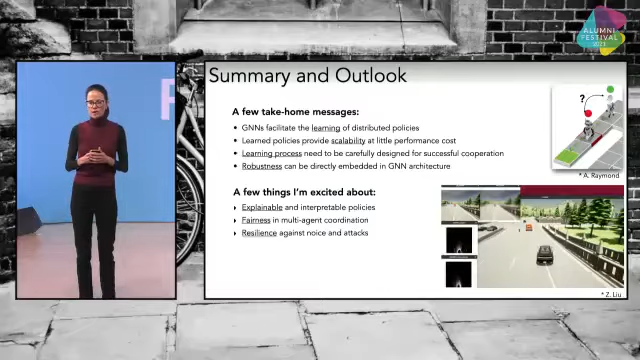 ALUMNI
FESTIVAL
2021
Summary and Outlook
A few take-home messages:
• GNNs facilitate the learning of distributed policies
• Learned policies provide scalability at little performance cost
• Learning process need to be carefully designed for successful cooperation
• Robustness can be directly embedded in GNN architecture
?
* A. Raymond
A few things I'm excited about:
‣ Explainable and interpretable policies
‣ Fairness in multi-agent coordination
‣ Resilience against noice and attacks
* Z. Liu